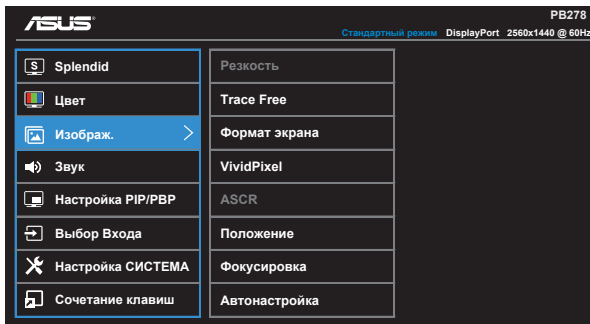 ASUS
PB278
Стандартный режим DisplayPort 2560x1440 @ 60Hz
S Splendid
Цвет
Изображ.
Звук
Настройка PIP/PBP
Выбор Входа
Настройка СИСТЕМА
Сочетание клавиш
Резкость
Trace Free
Формат экрана
VividPixel
ASCR
Положение
Фокусировка
Автонастройка